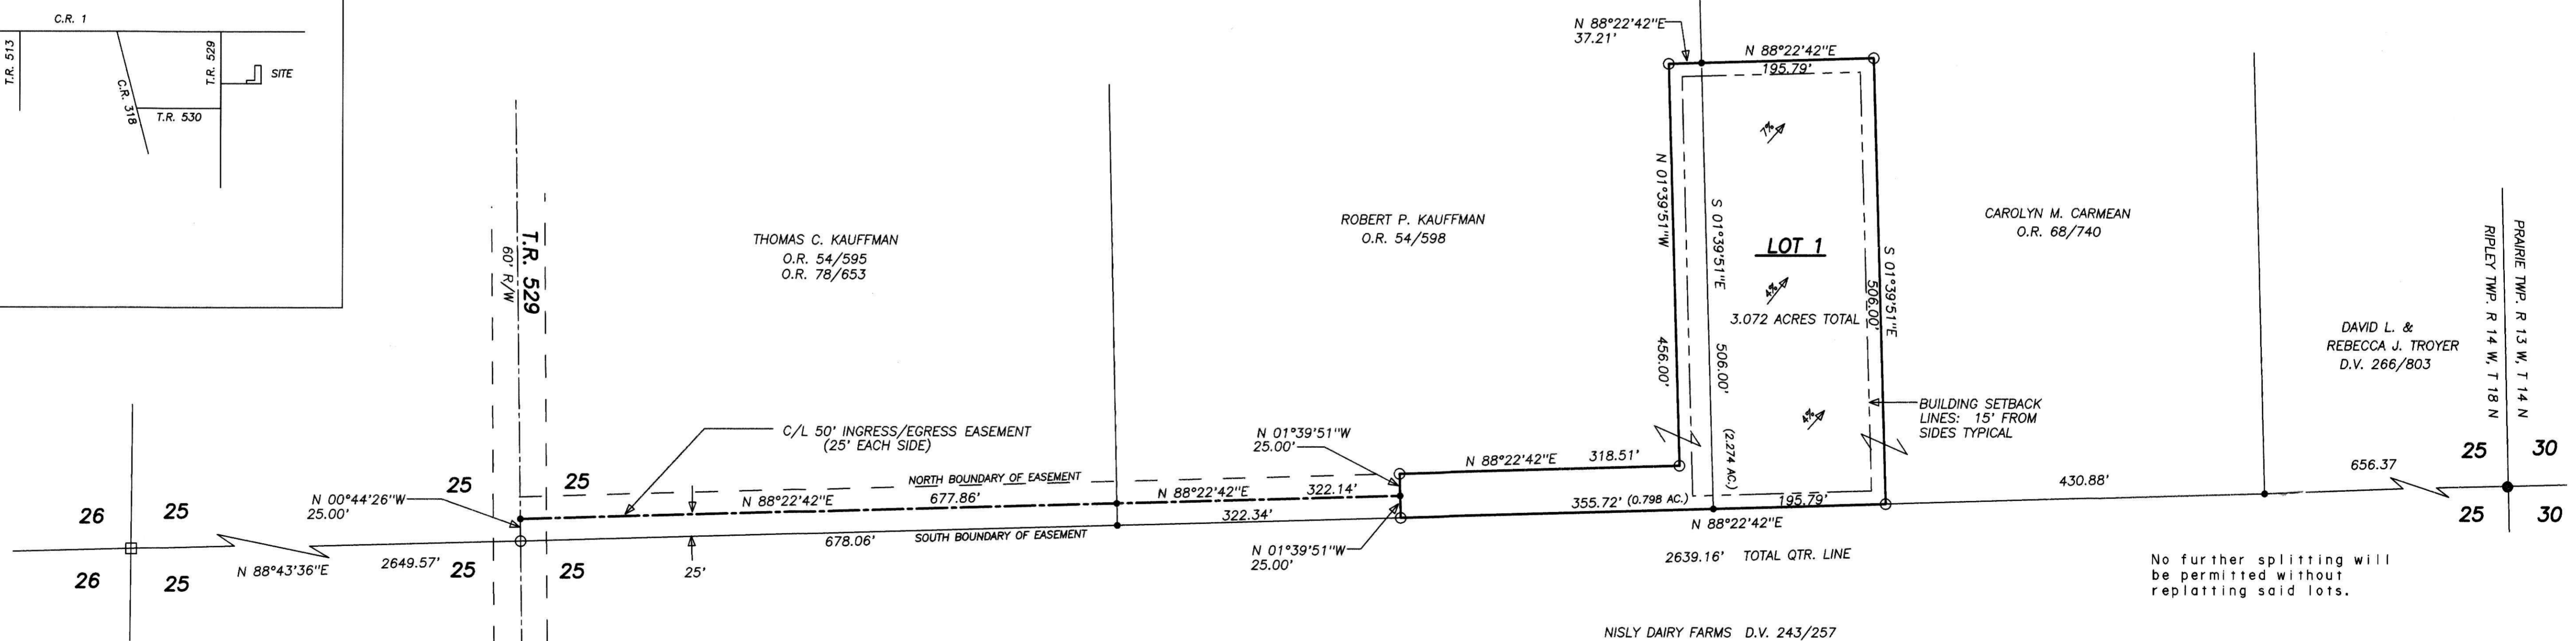 C.R. 1
T.R. 513
C.R. 318
T.R. 529
T.R. 530
SITE
N 88°22'42"E
37.21'
N 88°22'42"E
195.79'
7%
N 01°39'51"W
456.00'
S 01°39'51"E
506.00'
(2.274 AC.)
LOT 1
4%
3.072 ACRES TOTAL
4%
S 01°39'51"E
506.00'
BUILDING SETBACK
LINES: 15' FROM
SIDES TYPICAL
T.R. 529
60' R/W
THOMAS C. KAUFFMAN
O.R. 54/595
O.R. 78/653
ROBERT P. KAUFFMAN
O.R. 54/598
CAROLYN M. CARMEAN
O.R. 68/740
DAVID L. &
REBECCA J. TROYER
D.V. 266/803
RIPLEY TWP. R 14 W, T 18 N
PRAIRIE TWP. R 13 W, T 14 N
C/L 50' INGRESS/EGRESS EASEMENT
(25' EACH SIDE)
N 01°39'51"W
25.00'
N 88°22'42"E 318.51'
NORTH BOUNDARY OF EASEMENT
N 88°22'42"E 677.86'
N 88°22'42"E 322.14'
355.72' (0.798 AC.)
195.79'
N 88°22'42"E
430.88'
656.37
25 30
25 30
N 00°44'26"W
25.00'
25 25
26 25
26 25
N 88°43'36"E 2649.57'
25 25
678.06'
SOUTH BOUNDARY OF EASEMENT
322.34'
25'
N 01°39'51"W
25.00'
2639.16' TOTAL QTR. LINE
No further splitting will
be permitted without
replatting said lots.
NISLY DAIRY FARMS D.V. 243/257